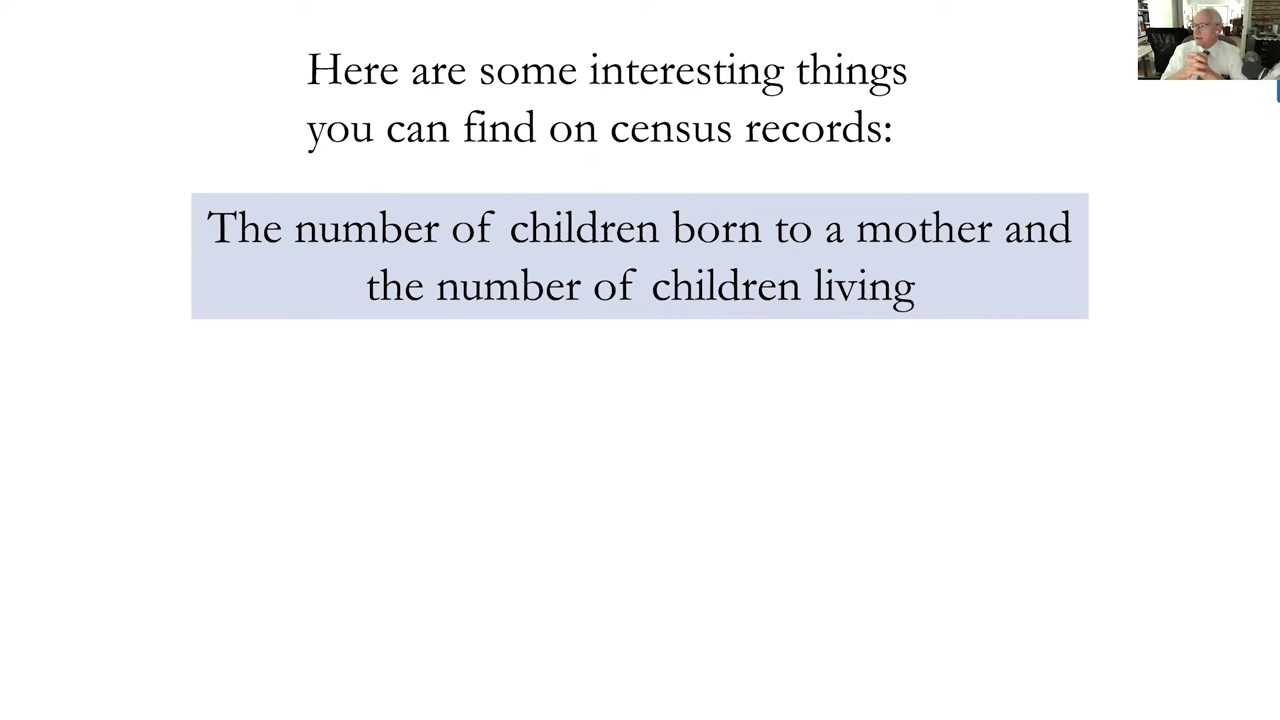 Here are some interesting things
you can find on census records:
The number of children born to a mother and
the number of children living